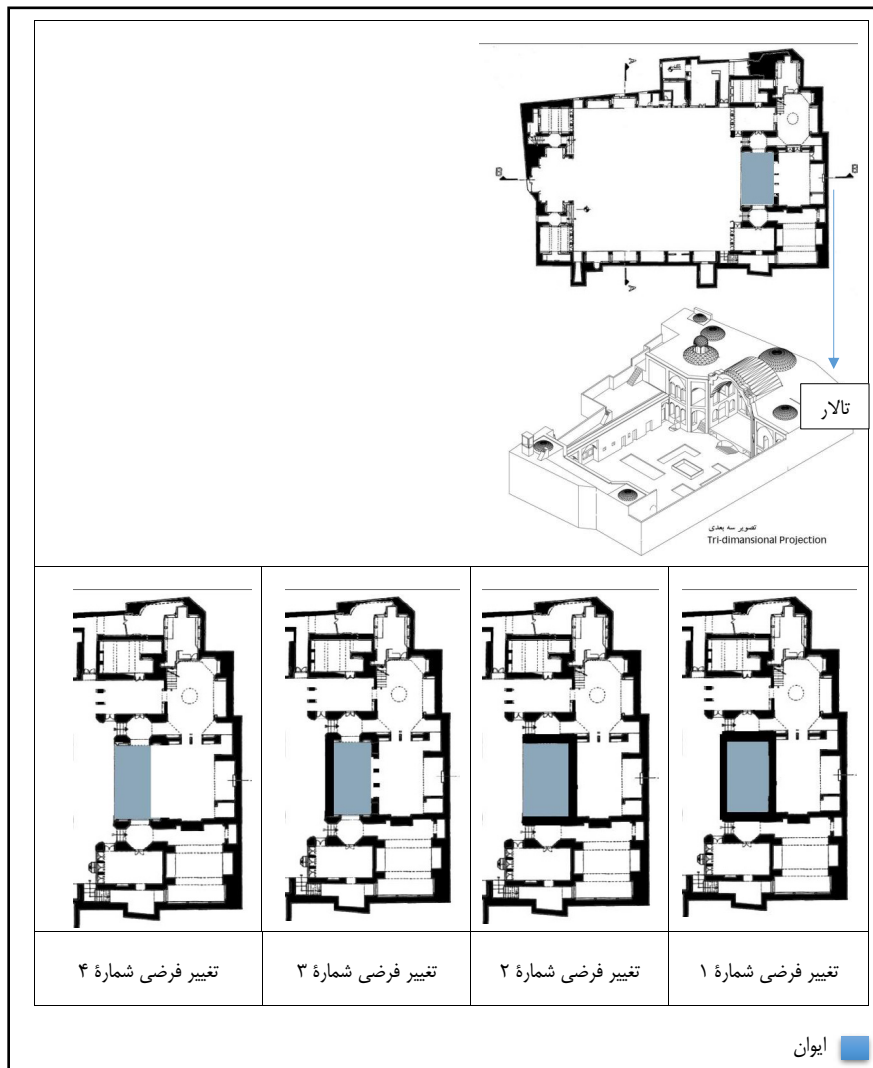 A
B
B
A
تالار
تصویر سه بعدی
Tri-dimansional Projection
تغییر فرضی شمارهٔ ۱
تغییر فرضی شمارهٔ ۲
تغییر فرضی شمارهٔ ۳
تغییر فرضی شمارهٔ ۴
ایوان